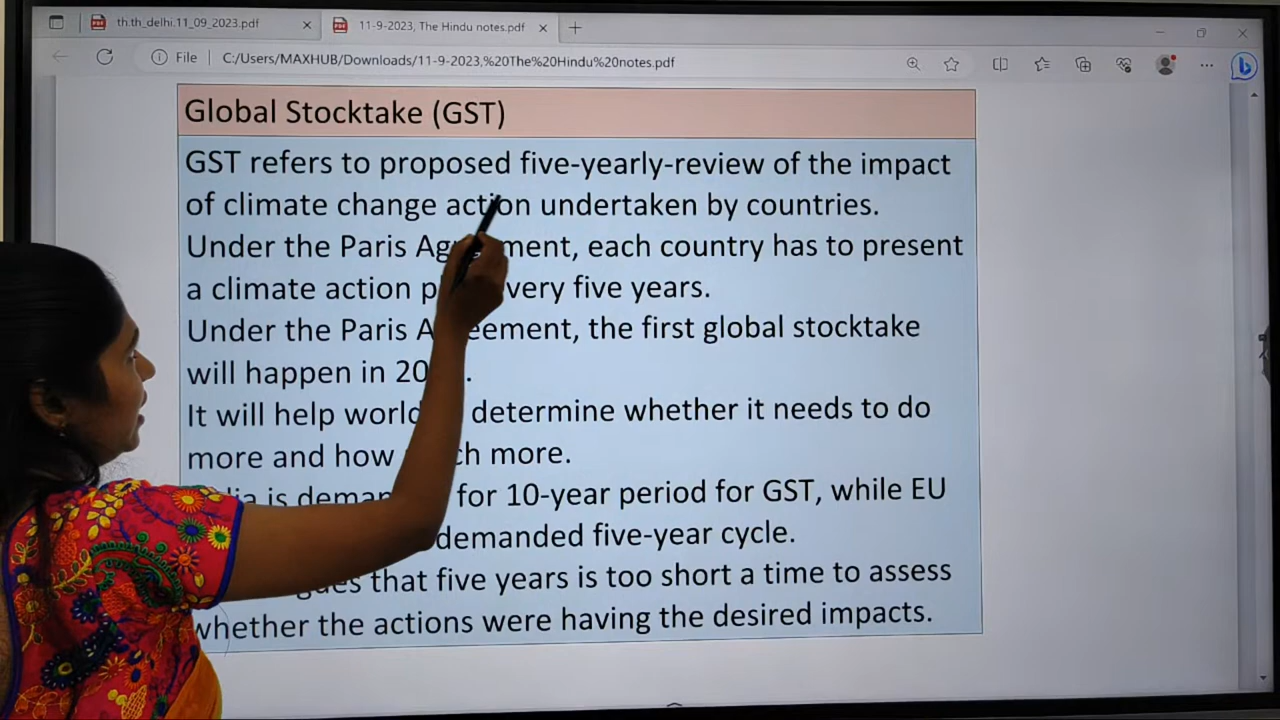 th.th_delhi.11_09_2023.pdf
11-9-2023, The Hindu notes.pdf
File
C:/Users/MAXHUB/Downloads/11-9-2023,%20The%20Hindu%20notes.pdf
Global Stocktake (GST)
GST refers to proposed five-yearly-review of the impact
of climate change action undertaken by countries.
Under the Paris Agreement, each country has to present
a climate action very five years.
Under the Paris Agreement, the first global stocktake
will happen in 20
It will help world determine whether it needs to do
more and how more.
is for 10-year period for GST, while EU
demanded five-year cycle.
that five years is too short a time to assess
whether the actions were having the desired impacts.